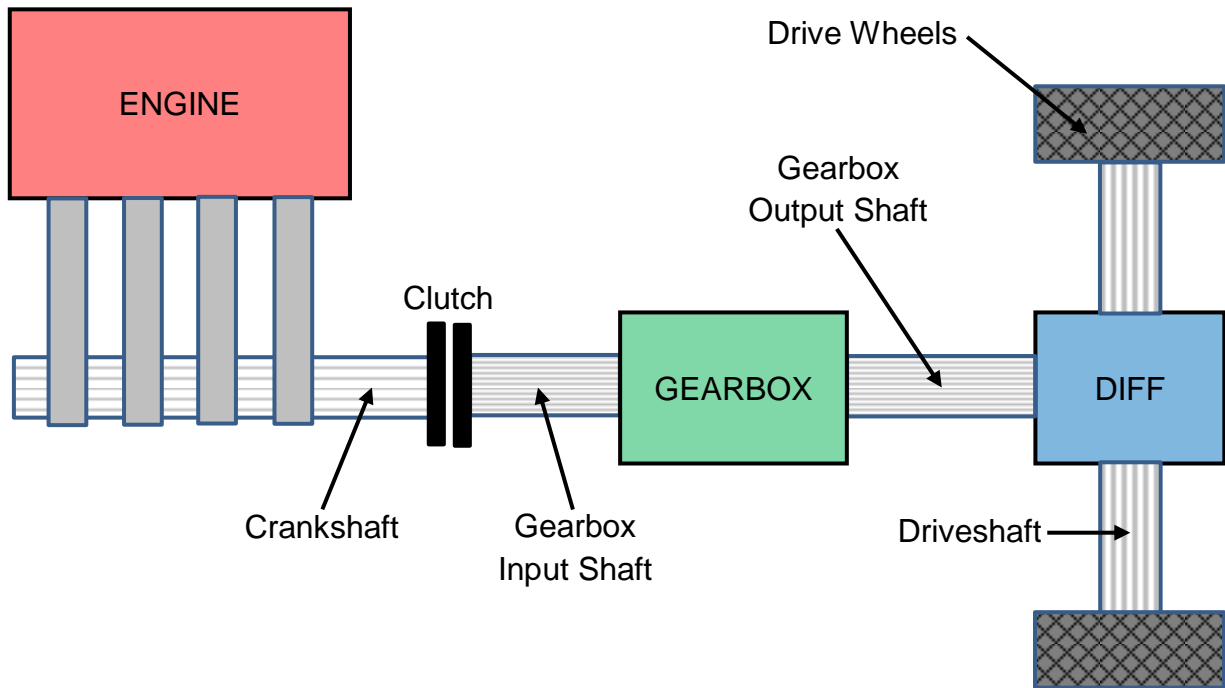 Drive Wheels
ENGINE
Gearbox
Output Shaft
Clutch
GEARBOX
DIFF
Crankshaft
Gearbox
Input Shaft
Driveshaft